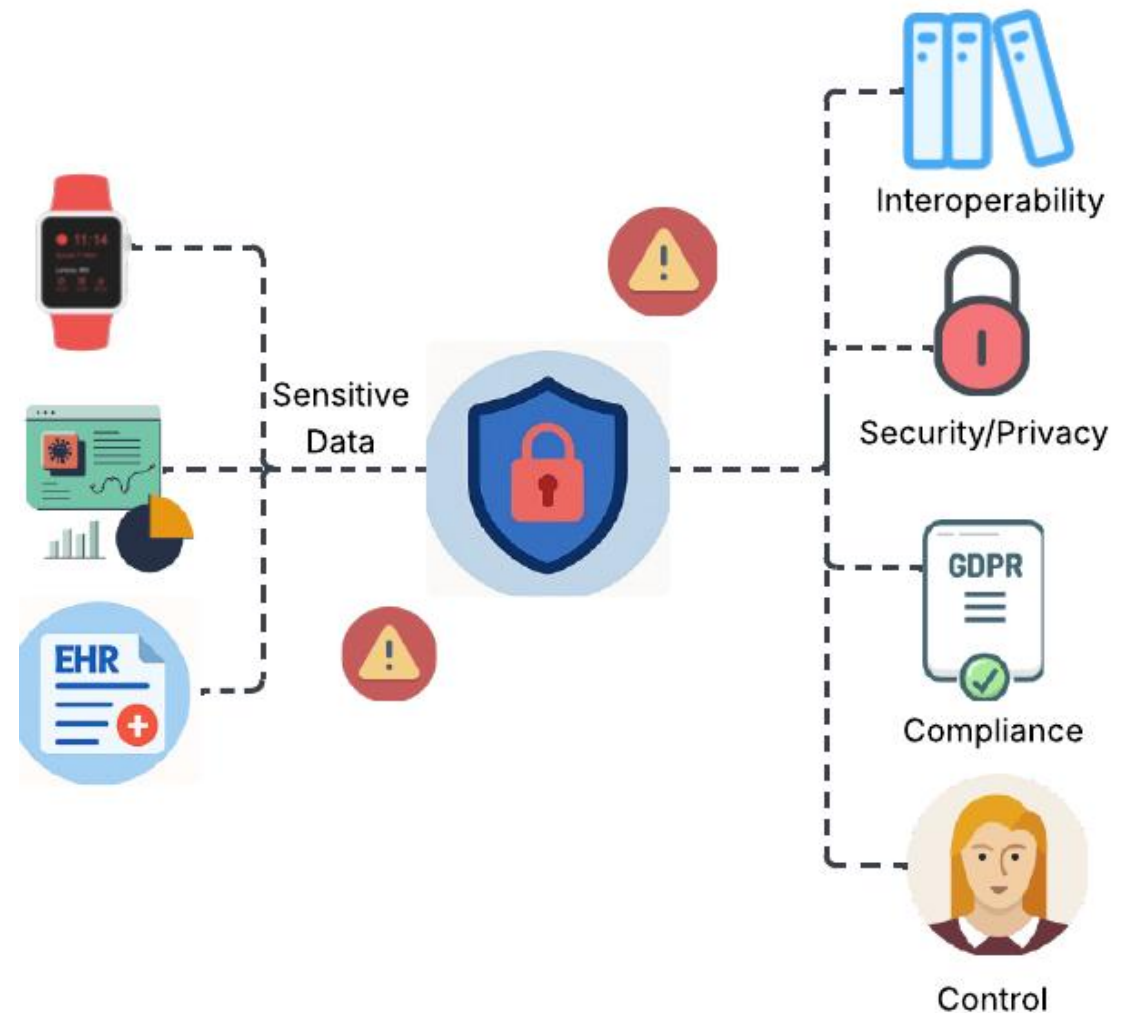 Interoperability
11:14
Security/Privacy
Sensitive
Data
GDPR
EHR
Compliance
Control